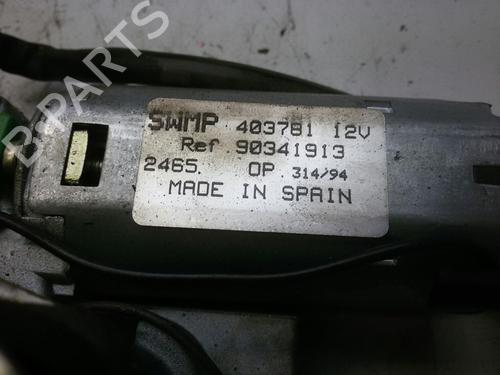 SWMP 403781 12V
Ref 90341913
2465. OP 314/94
MADE IN SPAIN
B-PARTS